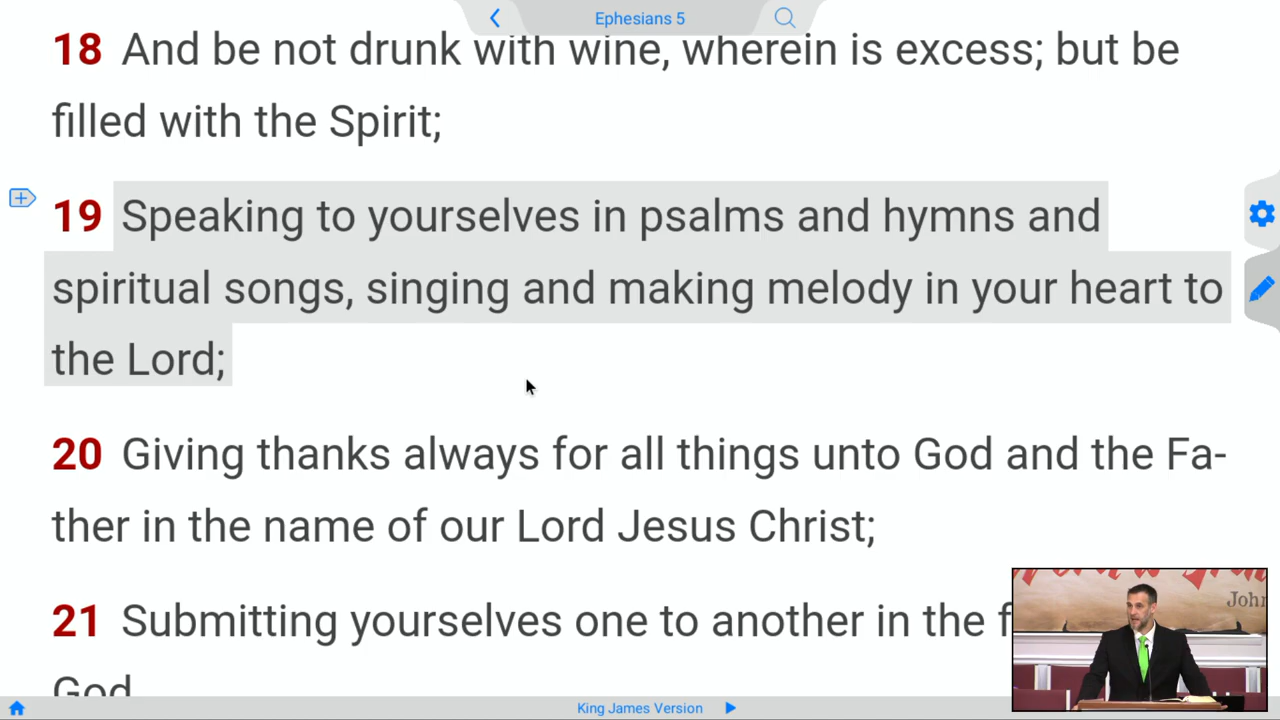 Ephesians 5
18 And be not drunk with wine, wherein is excess; but be
filled with the Spirit;
19 Speaking to yourselves in psalms and hymns and
spiritual songs, singing and making melody in your heart to
the Lord;
20 Giving thanks always for all things unto God and the Fa-
ther in the name of our Lord Jesus Christ;
21 Submitting yourselves one to another in the f
God.
John
King James Version